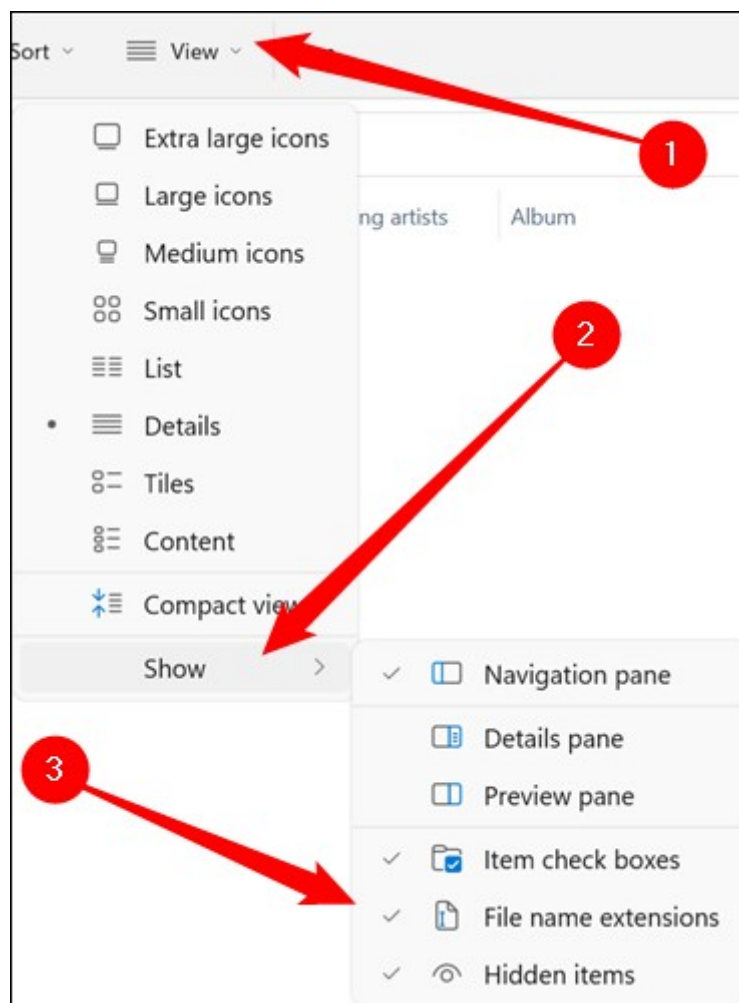 Sort View
1
Extra large icons
Large icons
ng artists Album
Medium icons
2
Small icons
List
Details
Tiles
Content
Compact view
Show
Navigation pane
3
Details pane
Preview pane
Item check boxes
File name extensions
Hidden items